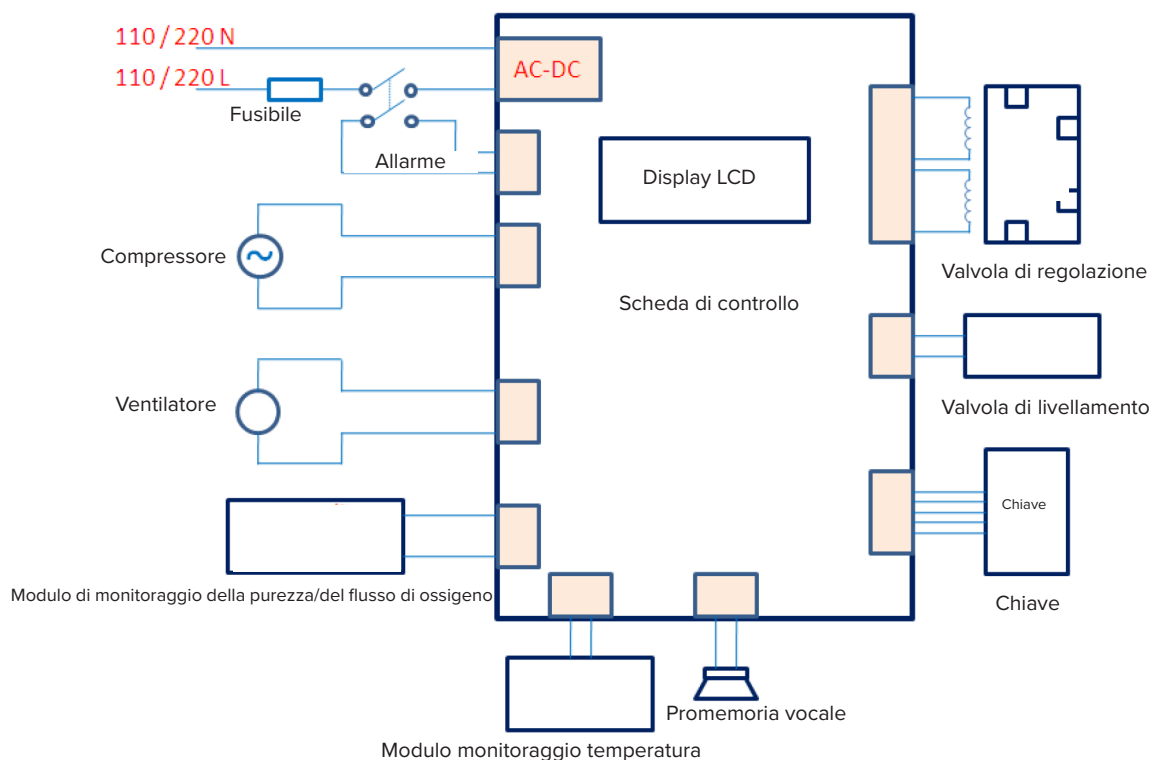 110 / 220 N
110 / 220 L
AC-DC
Fusibile
Allarme
Display LCD
Compressore
Valvola di regolazione
Scheda di controllo
Ventilatore
Valvola di livellamento
Chiave
Modulo di monitoraggio della purezza/del flusso di ossigeno
Chiave
Promemoria vocale
Modulo monitoraggio temperatura